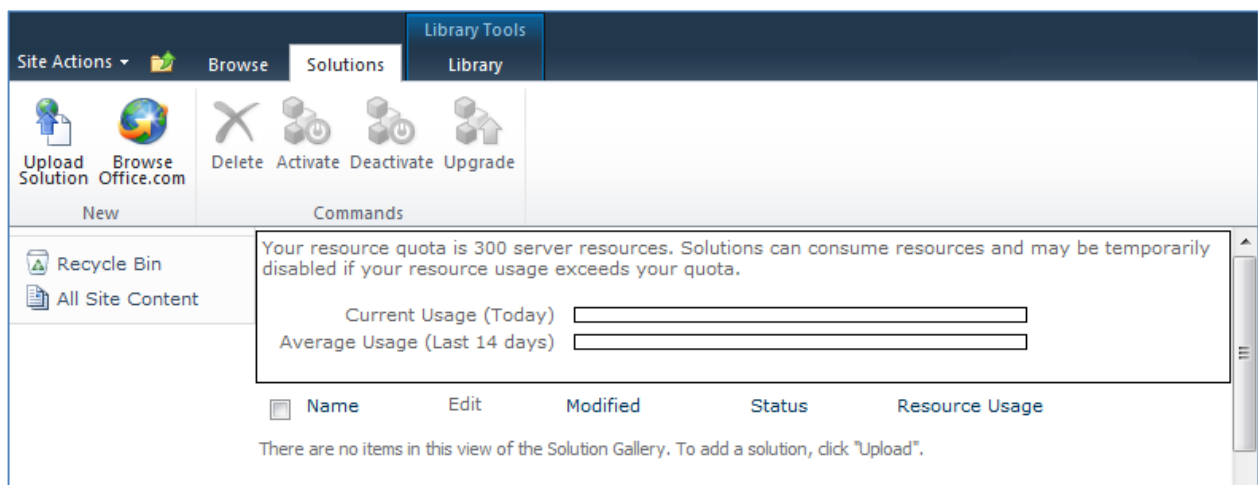 Library Tools
Site Actions Browse Solutions Library
Upload Solution
Browse Office.com
Delete Activate Deactivate Upgrade
New Commands
Recycle Bin
All Site Content
Your resource quota is 300 server resources. Solutions can consume resources and may be temporarily
disabled if your resource usage exceeds your quota.
Current Usage (Today)
Average Usage (Last 14 days)
Name Edit Modified Status Resource Usage
There are no items in this view of the Solution Gallery. To add a solution, click "Upload".